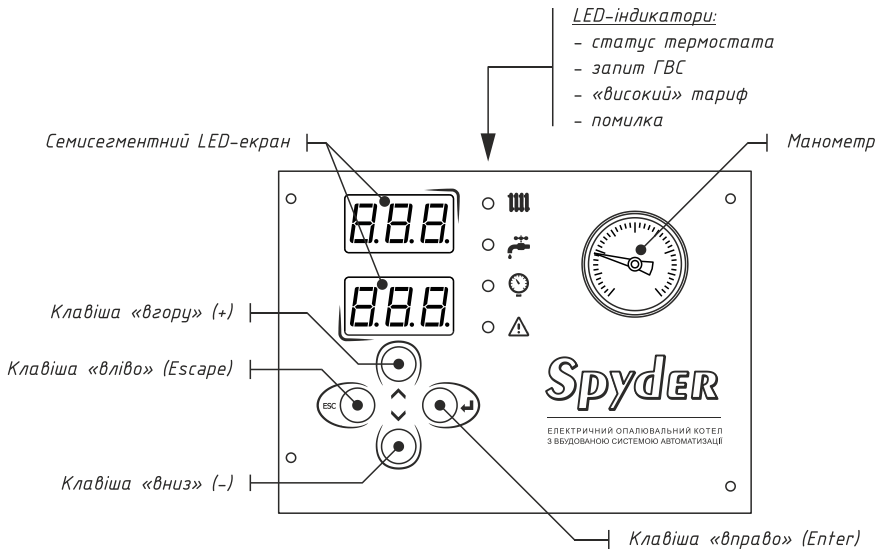 LED-індикатори:
- статус термостата
- запит ГВС
- «високий» тариф
- помилка
Семисегментний LED-екран
Манометр
8.8.8.
8.8.8.
Клавіша «вгору» (+)
Клавіша «вліво» (Escape)
ESC
Spyder
ЕЛЕКТРИЧНИЙ ОПАЛЮВАЛЬНИЙ КОТЕЛ
З ВБУДОВАНОЮ СИСТЕМОЮ АВТОМАТИЗАЦІЇ
Клавіша «вниз» (-)
Клавіша «вправо» (Enter)